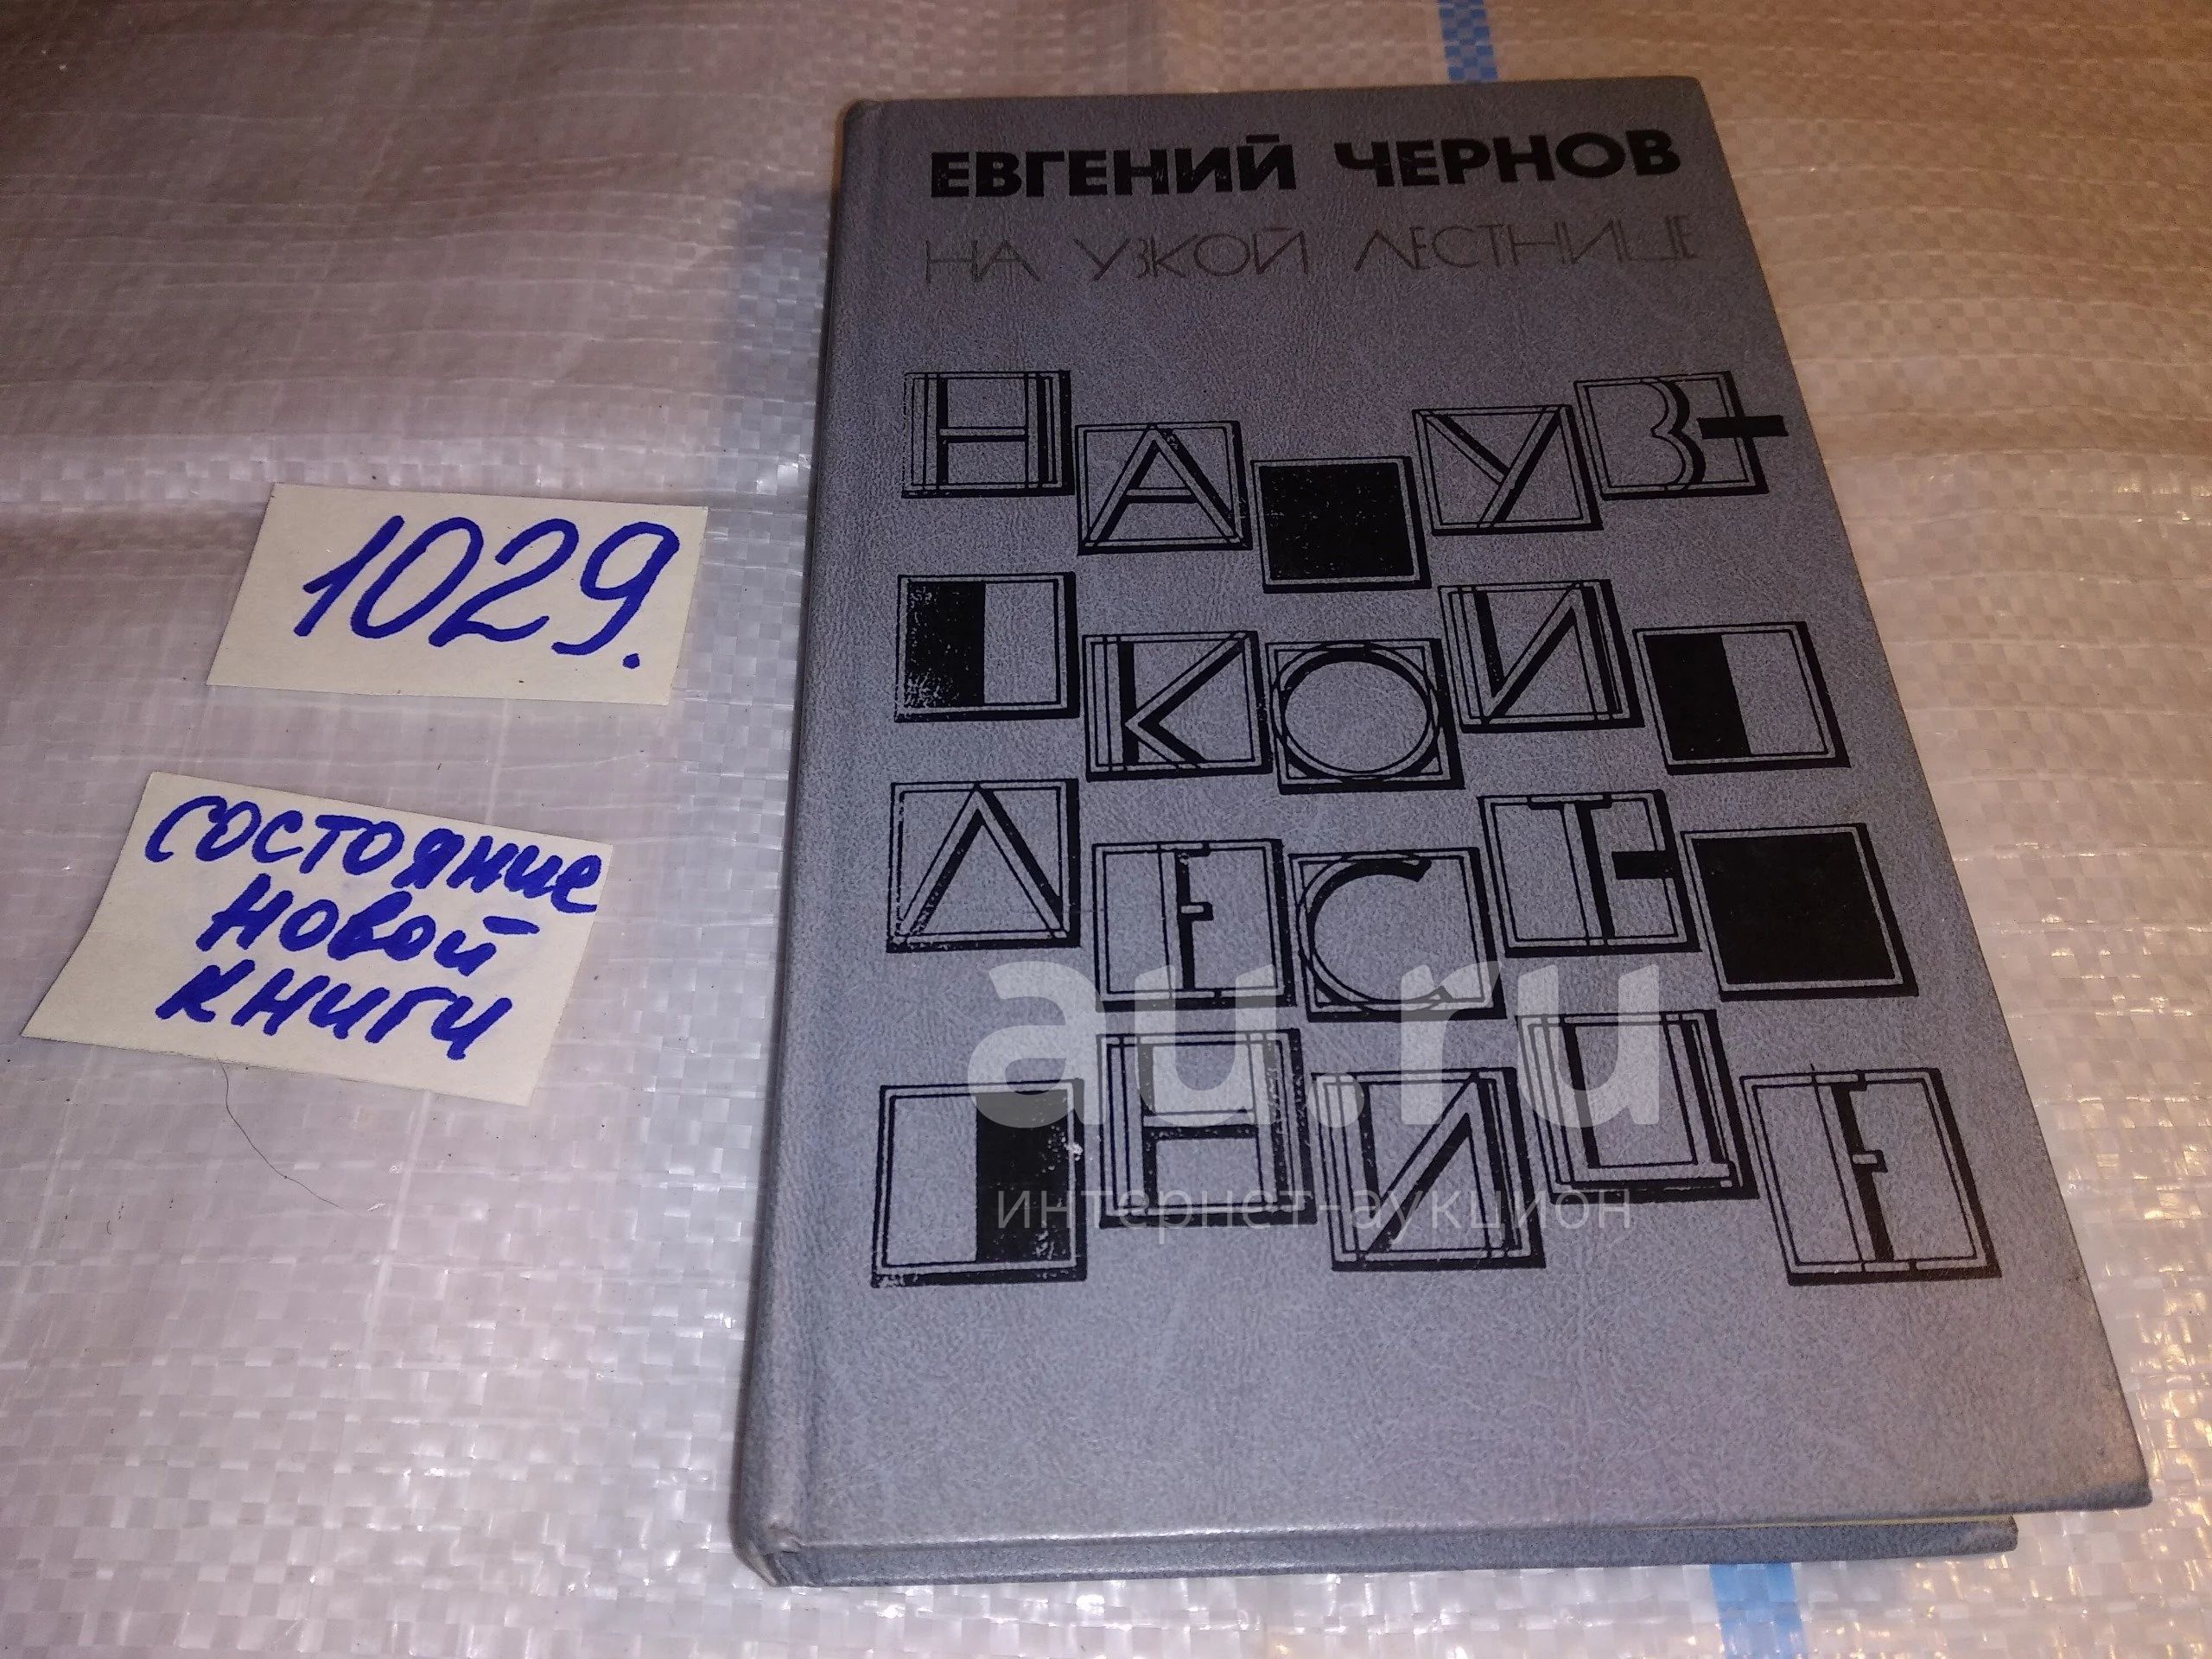 ЕВГЕНИЙ ЧЕРНОВ
НА УЗКОЙ ЛЕСТНИЦЕ
НА УЗ-
КОЙ
ЛЕСТ
НИЦЕ
1029.
состояние
новой
книги
au.ru
интернет-аукцион